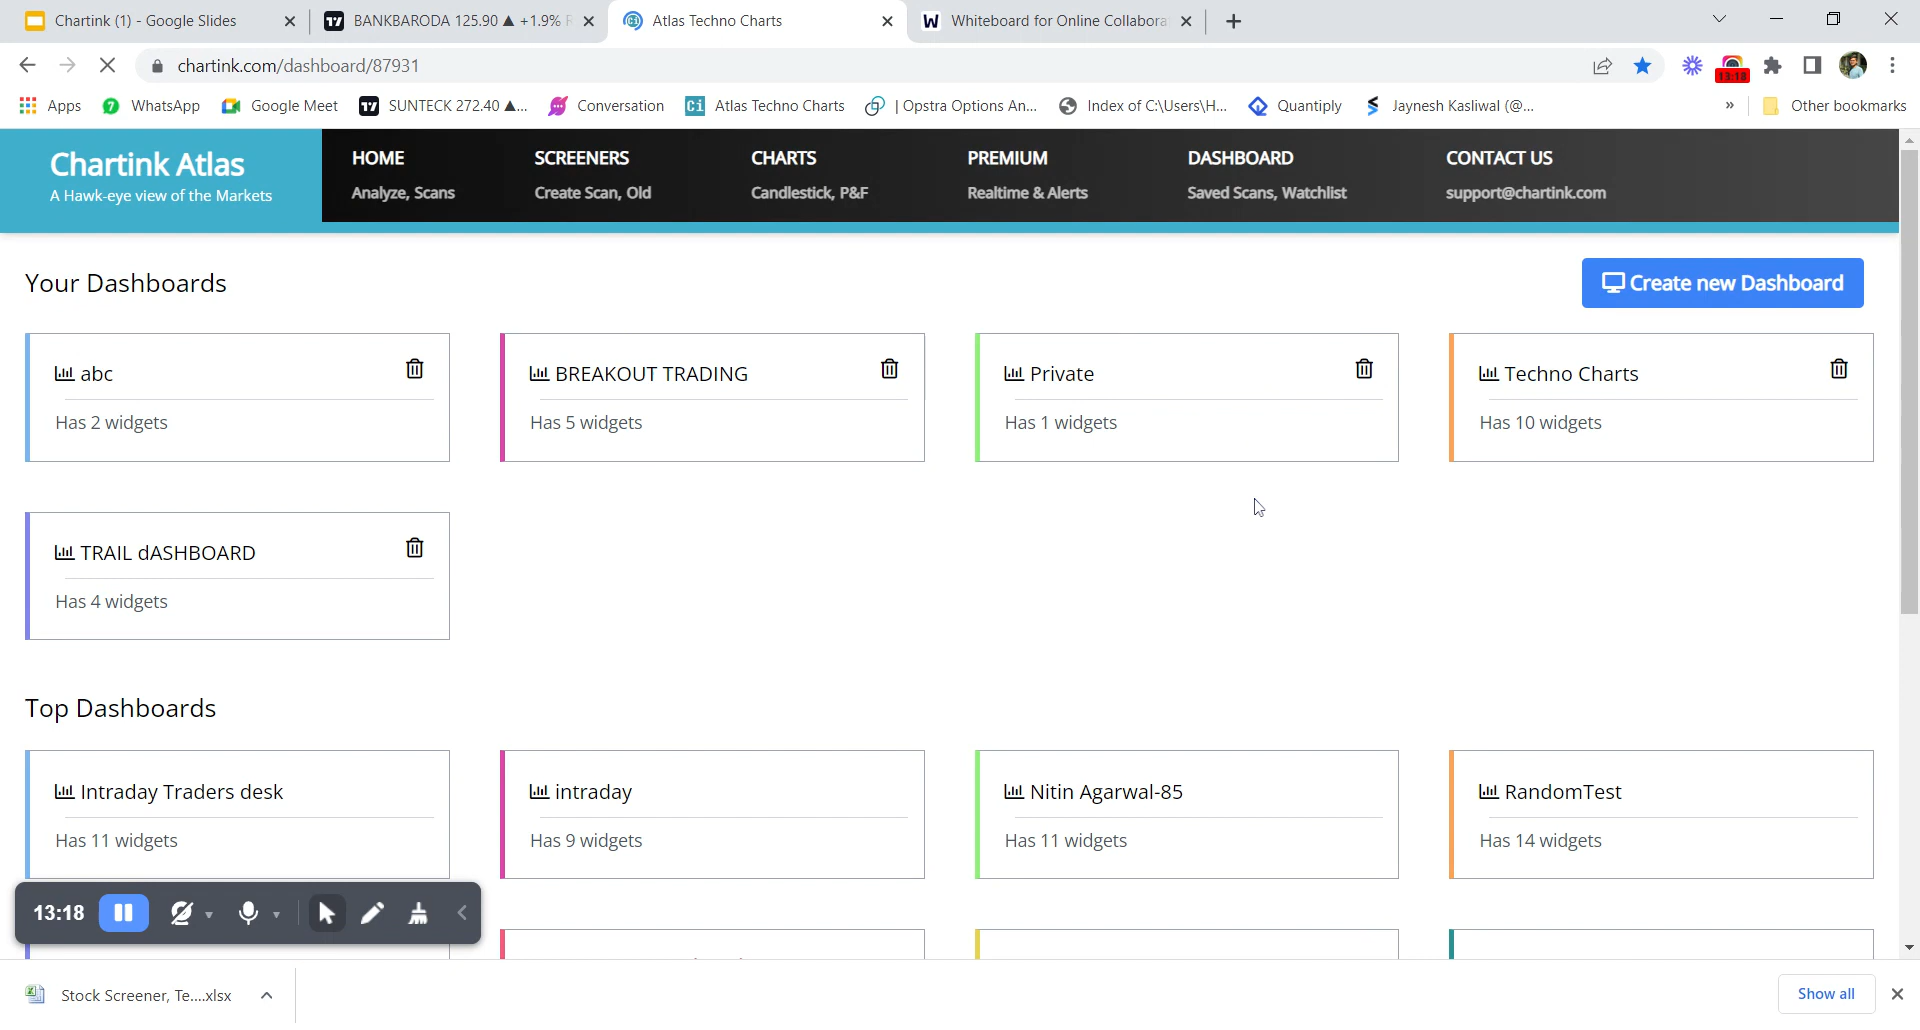 Chartink (1) - Google Slides
BANKBARODA 125.90 ▲ +1.9%
Atlas Techno Charts
Whiteboard for Online Collabora
chartink.com/dashboard/87931
13:18
Apps
WhatsApp
Google Meet
SUNTECK 272.40 ▲...
Conversation
Atlas Techno Charts
| Opstra Options An...
Index of C:\Users\H...
Quantiply
Jaynesh Kasliwal (@...
»
Other bookmarks
Chartink Atlas
A Hawk-eye view of the Markets
HOME
Analyze, Scans
SCREENERS
Create Scan, Old
CHARTS
Candlestick, P&F
PREMIUM
Realtime & Alerts
DASHBOARD
Saved Scans, Watchlist
CONTACT US
support@chartink.com
Your Dashboards
Create new Dashboard
abc
Has 2 widgets
BREAKOUT TRADING
Has 5 widgets
Private
Has 1 widgets
Techno Charts
Has 10 widgets
TRAIL dASHBOARD
Has 4 widgets
Top Dashboards
Intraday Traders desk
Has 11 widgets
intraday
Has 9 widgets
Nitin Agarwal-85
Has 11 widgets
RandomTest
Has 14 widgets
13:18
Stock Screener, Te....xlsx
Show all